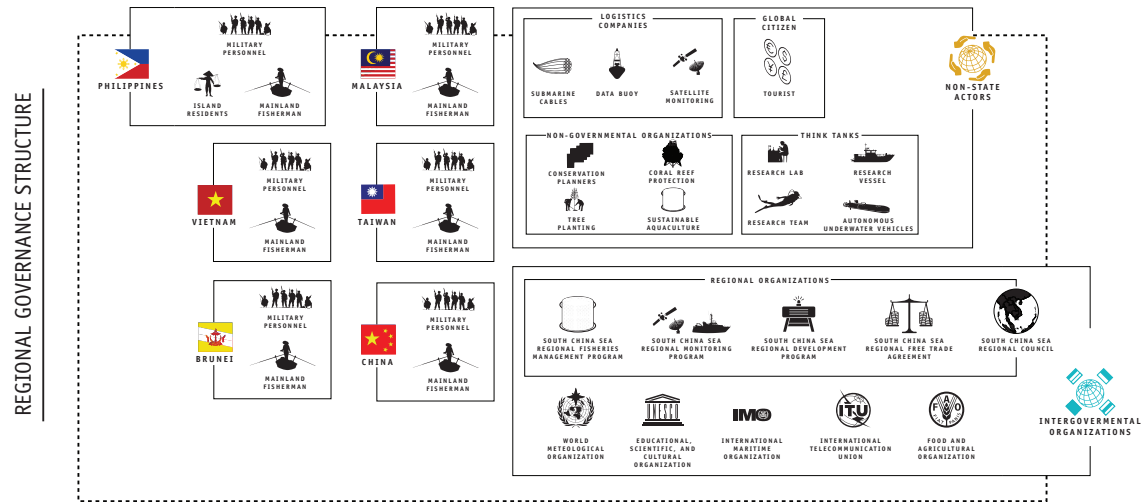 REGIONAL GOVERNANCE STRUCTURE
PHILIPPINES
MILITARY
PERSONNEL
ISLAND
RESIDENTS
MAINLAND
FISHERMAN
MALAYSIA
MILITARY
PERSONNEL
MAINLAND
FISHERMAN
VIETNAM
MILITARY
PERSONNEL
MAINLAND
FISHERMAN
TAIWAN
MILITARY
PERSONNEL
MAINLAND
FISHERMAN
BRUNEI
MILITARY
PERSONNEL
MAINLAND
FISHERMAN
CHINA
MILITARY
PERSONNEL
MAINLAND
FISHERMAN
LOGISTICS
COMPANIES
SUBMARINE
CABLES
DATA BUOY
SATELLITE
MONITORING
GLOBAL
CITIZEN
€
£
¥
$
TOURIST
NON-STATE
ACTORS
NON-GOVERNMENTAL ORGANIZATIONS
CONSERVATION
PLANNERS
CORAL REEF
PROTECTION
TREE
PLANTING
SUSTAINABLE
AQUACULTURE
THINK TANKS
RESEARCH LAB
RESEARCH
VESSEL
RESEARCH TEAM
AUTONOMOUS
UNDERWATER VEHICLES
REGIONAL ORGANIZATIONS
SOUTH CHINA SEA
REGIONAL FISHERIES
MANAGEMENT PROGRAM
SOUTH CHINA SEA
REGIONAL MONITORING
PROGRAM
SOUTH CHINA SEA
REGIONAL DEVELOPMENT
PROGRAM
SOUTH CHINA SEA
REGIONAL FREE TRADE
AGREEMENT
SOUTH CHINA SEA
REGIONAL COUNCIL
WORLD
METEOLOGICAL
ORGANIZATION
UNESCO
EDUCATIONAL,
SCIENTIFIC, AND
CULTURAL
ORGANIZATION
IMO
INTERNATIONAL
MARITIME
ORGANIZATION
ITU
INTERNATIONAL
TELECOMMUNICATION
UNION
FAO
FIAT PANIS
FOOD AND
AGRICULTURAL
ORGANIZATION
INTERGOVERMENTAL
ORGANIZATIONS